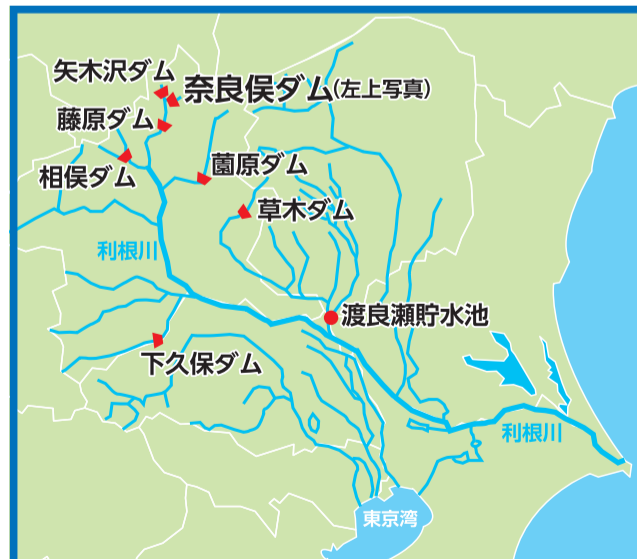 矢木沢ダム
奈良俣ダム(左上写真)
藤原ダム
相俣ダム
薗原ダム
草木ダム
利根川
渡良瀬貯水池
下久保ダム
利根川
東京湾